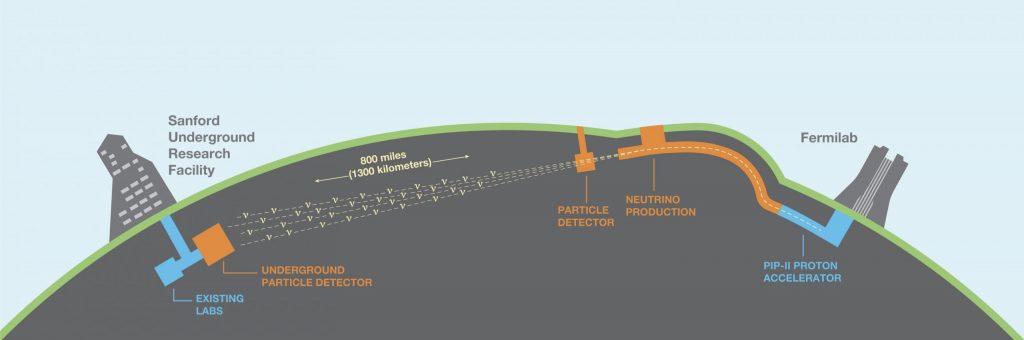 Sanford
Underground
Research
Facility
800 miles
(1300 kilometers)
Fermilab
PARTICLE
DETECTOR
NEUTRINO
PRODUCTION
UNDERGROUND
PARTICLE DETECTOR
EXISTING
LABS
PIP-II PROTON
ACCELERATOR
ν ν ν ν ν ν ν
ν ν ν ν ν ν
ν ν ν ν ν
ν ν ν ν